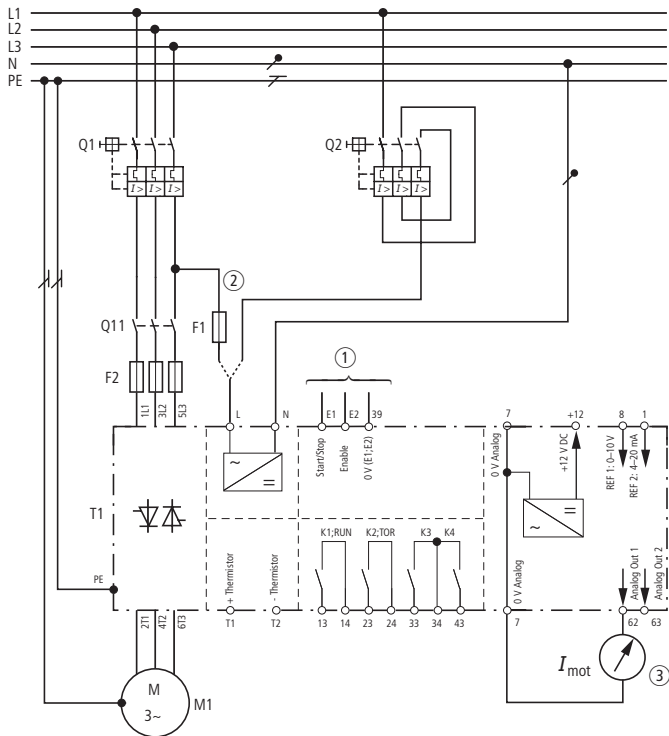 L1
L2
L3
N
PE
Q1
Q2
I> I> I>
I> I> I>
②
Q11
F1
F2
①
1L1
3L2
5L3
L
N
E1
E2
39
7
+12
8
1
Start/Stop
Enable
0 V (E1;E2)
0 V Analog
+12 V DC
REF 1: 0–10 V
REF 2: 4–20 mA
~
=
=
~
T1
K1;RUN
K2;TOR
K3
K4
PE
+ Thermistor
- Thermistor
0 V Analog
Analog Out 1
Analog Out 2
2T1
4T2
6T3
T1
T2
13
14
23
24
33
34
43
7
62
63
M
3~
M1
I mot
③